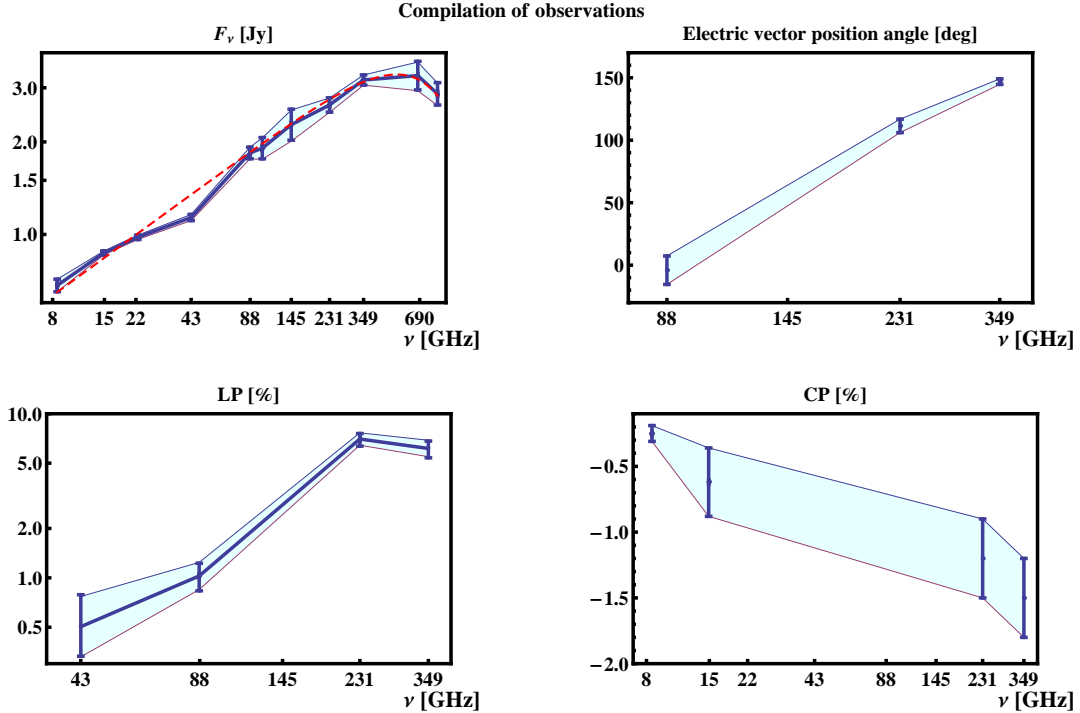 Compilation of observations
F_ν [Jy]
3.0
2.0
1.5
1.0
8 15 22 43 88 145 231 349 690
ν [GHz]
Electric vector position angle [deg]
150
100
50
0
88 145 231 349
ν [GHz]
LP [%]
10.0
5.0
2.0
1.0
0.5
43 88 145 231 349
ν [GHz]
CP [%]
−0.5
−1.0
−1.5
−2.0
8 15 22 43 88 145 231 349
ν [GHz]